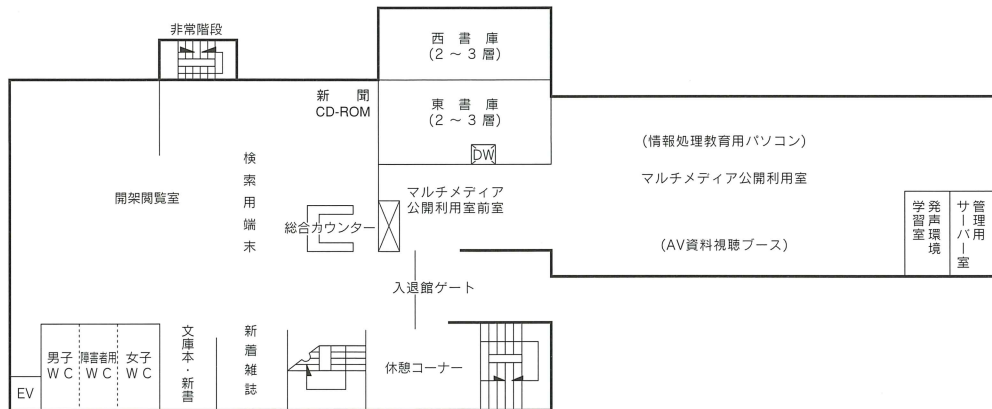 非常階段
西書庫
(2～3層)
新聞
CD-ROM
東書庫
(2～3層)
DW
(情報処理教育用パソコン)
検索用端末
マルチメディア公開利用室
開架閲覧室
マルチメディア
公開利用室前室
総合カウンター
(AV資料視聴ブース)
発声環境
学習室
管理用
サーバー室
入退館ゲート
男子
WC
障害者用
WC
女子
WC
文庫本・新書
新着雑誌
休憩コーナー
EV